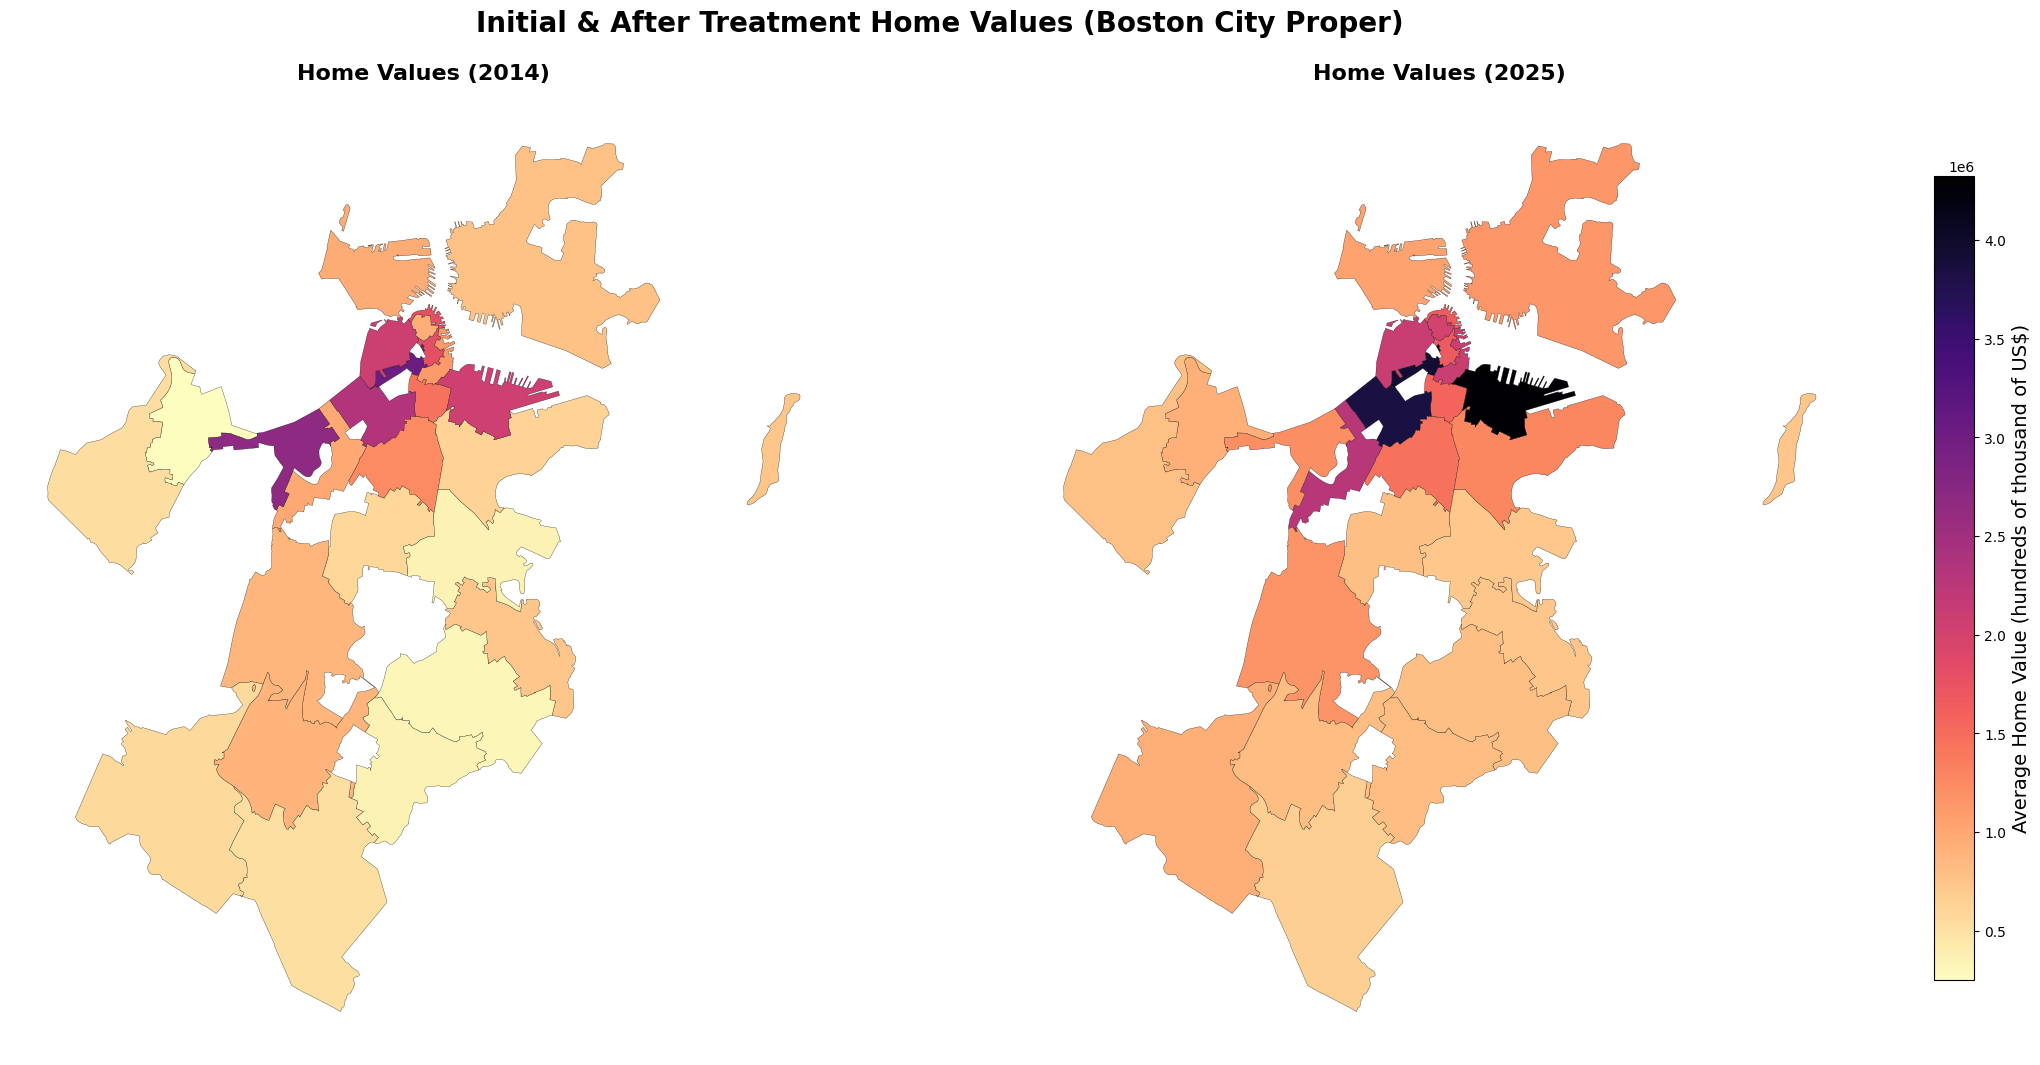 Initial & After Treatment Home Values (Boston City Proper)
Home Values (2014)
Home Values (2025)
1e6
4.0
3.5
3.0
2.5
2.0
1.5
1.0
0.5
Average Home Value (hundreds of thousand of US$)